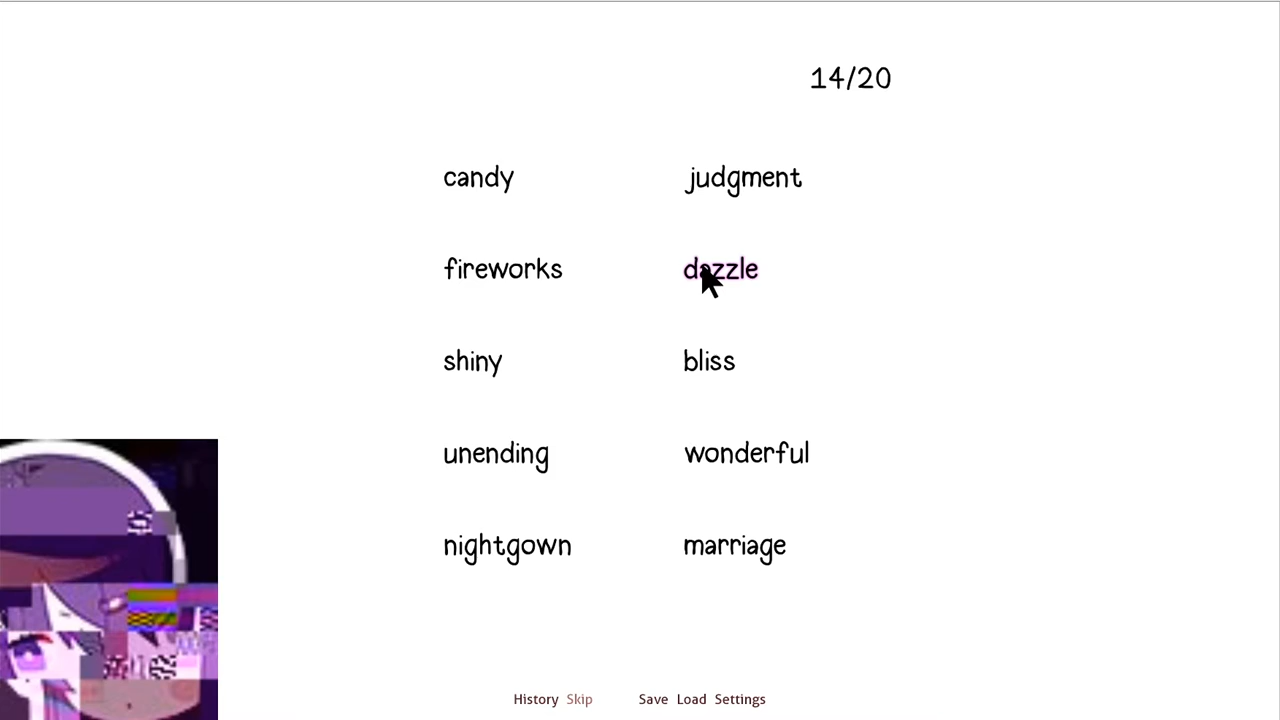 14/20
candy judgment
fireworks dazzle
shiny bliss
unending wonderful
nightgown marriage
History Skip Save Load Settings